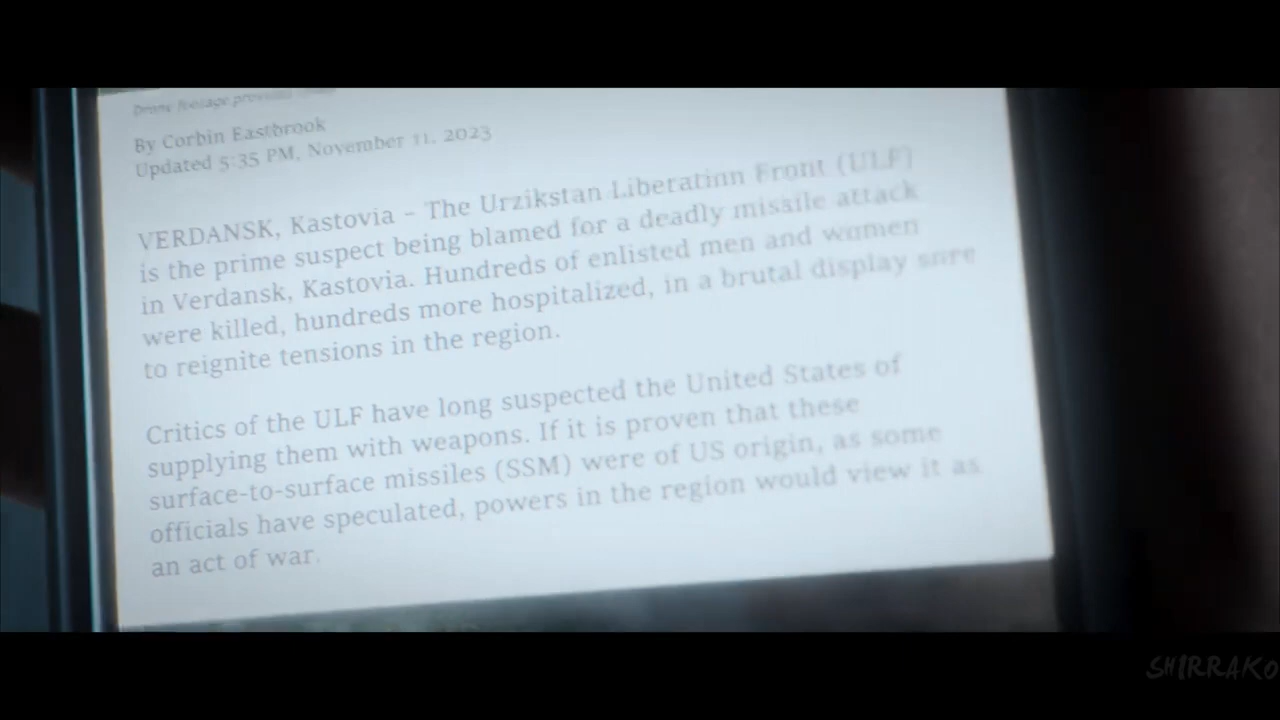 Drone footage provided
By Corbin Eastbrook
Updated 5:35 PM, November 11, 2023
VERDANSK, Kastovia – The Urzikstan Liberation Front (ULF)
is the prime suspect being blamed for a deadly missile attack
in Verdansk, Kastovia. Hundreds of enlisted men and women
were killed, hundreds more hospitalized, in a brutal display sure
to reignite tensions in the region.
Critics of the ULF have long suspected the United States of
supplying them with weapons. If it is proven that these
surface-to-surface missiles (SSM) were of US origin, as some
officials have speculated, powers in the region would view it as
an act of war.
SHIRRAKO